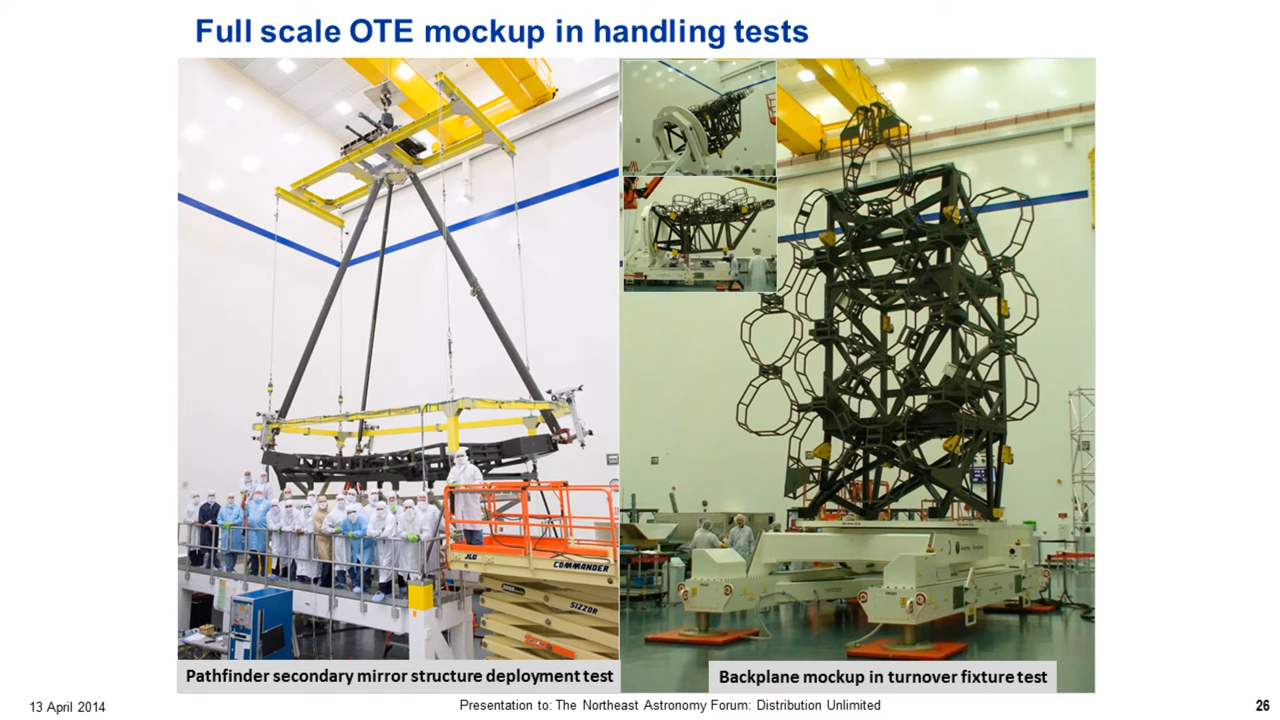 Full scale OTE mockup in handling tests
JLG
COMMANDER
SIZZOR
Pathfinder secondary mirror structure deployment test
Backplane mockup in turnover fixture test
13 April 2014
Presentation to: The Northeast Astronomy Forum: Distribution Unlimited
26